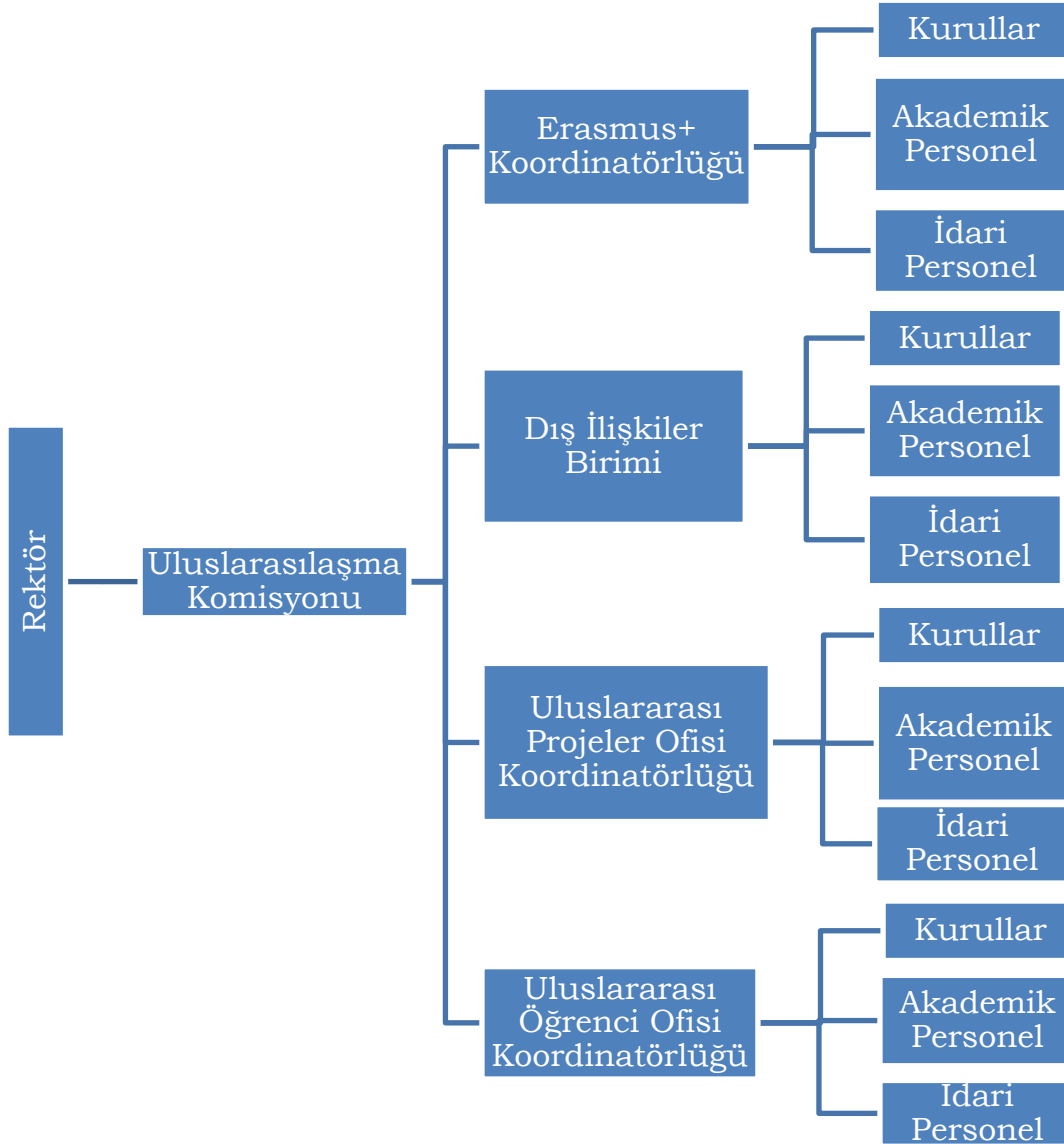 Rektör
Uluslarasılaşma
Komisyonu
Erasmus+
Koordinatörlüğü
Kurullar
Akademik
Personel
İdari
Personel
Dış İlişkiler
Birimi
Kurullar
Akademik
Personel
İdari
Personel
Uluslararası
Projeler Ofisi
Koordinatörlüğü
Kurullar
Akademik
Personel
İdari
Personel
Uluslararası
Öğrenci Ofisi
Koordinatörlüğü
Kurullar
Akademik
Personel
İdari
Personel